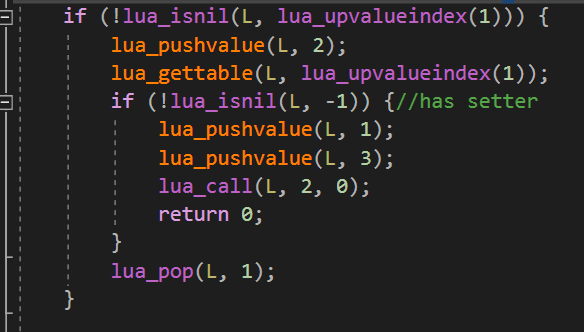 if (!lua_isnil(L, lua_upvalueindex(1))) {
lua_pushvalue(L, 2);
lua_gettable(L, lua_upvalueindex(1));
if (!lua_isnil(L, -1)) {//has setter
lua_pushvalue(L, 1);
lua_pushvalue(L, 3);
lua_call(L, 2, 0);
return 0;
}
lua_pop(L, 1);
}